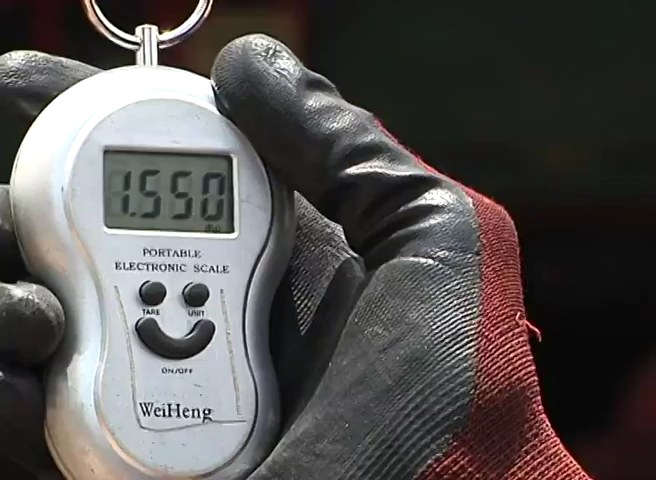 1.550
PORTABLE
ELECTRONIC SCALE
TARE UNIT
ON/OFF
WeiHeng